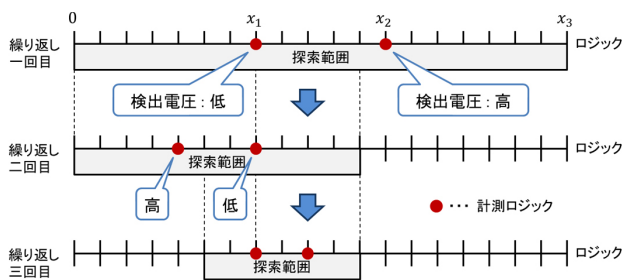 0 x₁ x₂ x₃
繰り返し
一回目
ロジック
探索範囲
検出電圧：低
検出電圧：高
繰り返し
二回目
ロジック
探索範囲
高
低
･･･ 計測ロジック
繰り返し
三回目
ロジック
探索範囲